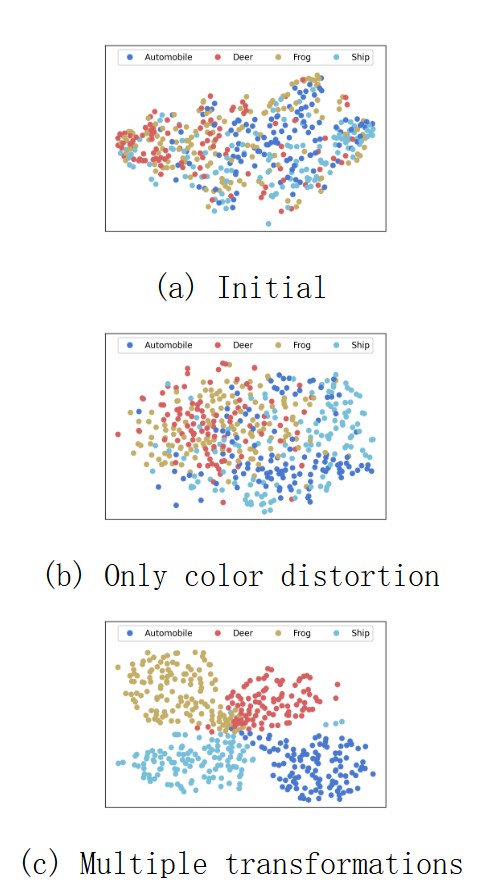 Automobile Deer Frog Ship
(a) Initial
Automobile Deer Frog Ship
(b) Only color distortion
Automobile Deer Frog Ship
(c) Multiple transformations